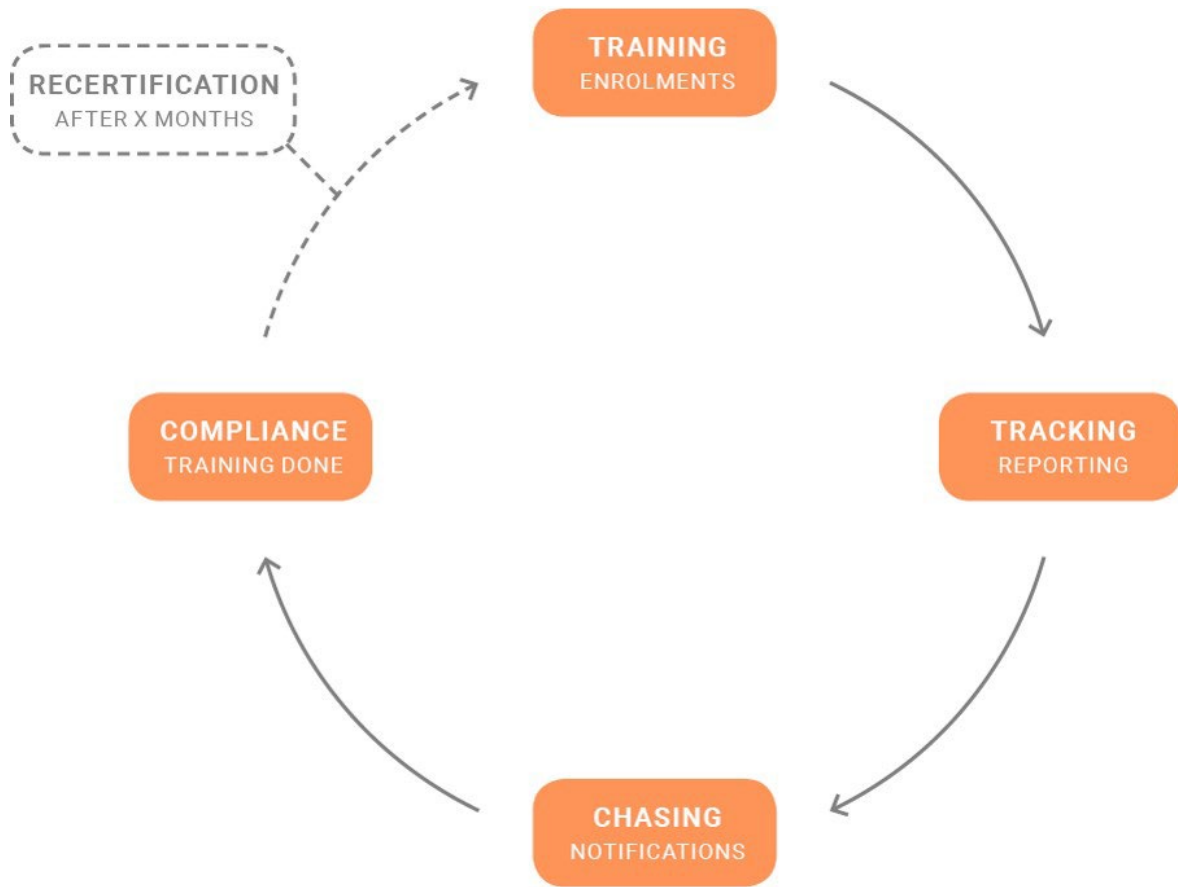 TRAINING
ENROLMENTS
RECERTIFICATION
AFTER X MONTHS
COMPLIANCE
TRAINING DONE
TRACKING
REPORTING
CHASING
NOTIFICATIONS